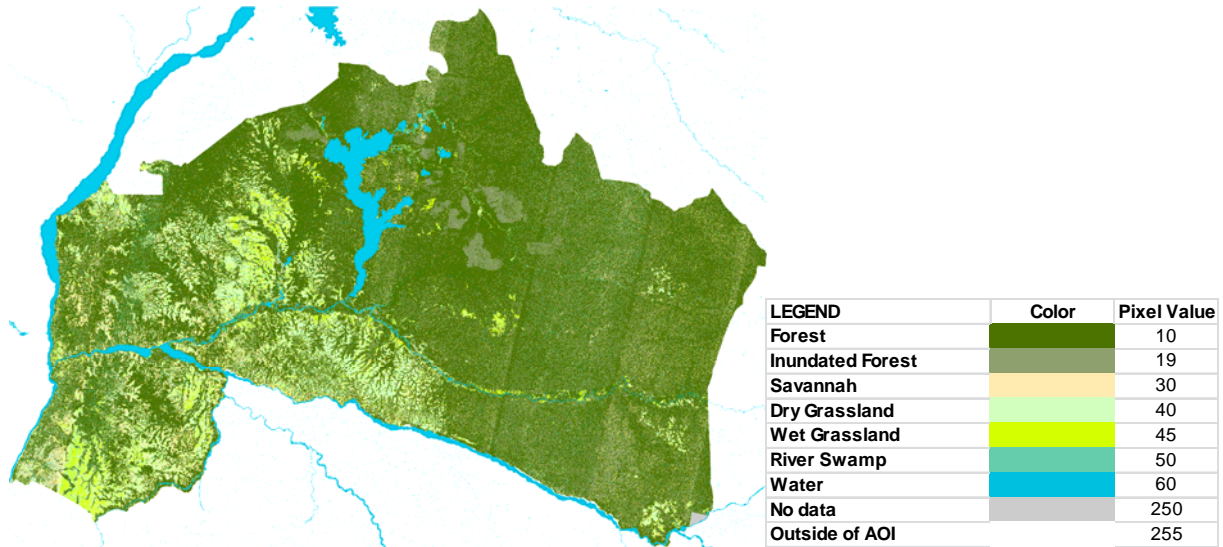 LEGEND Color Pixel Value
Forest 10
Inundated Forest 19
Savannah 30
Dry Grassland 40
Wet Grassland 45
River Swamp 50
Water 60
No data 250
Outside of AOI 255